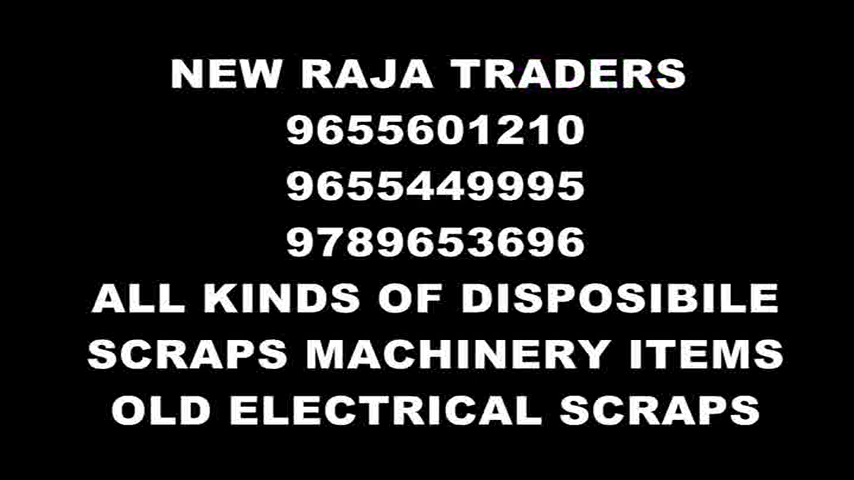 NEW RAJA TRADERS
9655601210
9655449995
9789653696
ALL KINDS OF DISPOSIBILE
SCRAPS MACHINERY ITEMS
OLD ELECTRICAL SCRAPS